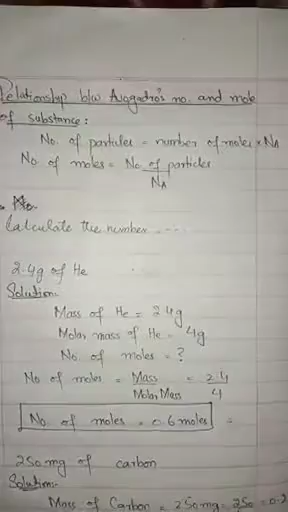 Relationship b/w Avogadro's no. and mole
of substance:
No. of particles = number of moles × NA
No. of moles = No. of particles
NA
Calculate the number ....
2.4g of He
Solution:-
Mass of He = 2.4g
Molar mass of He = 4g
No. of moles = ?
No of moles = Mass = 2.4
Molar Mass 4
No. of moles = 0.6 moles =
250 mg of carbon
Solution:-
Mass of Carbon = 250mg = 250 = 0.2